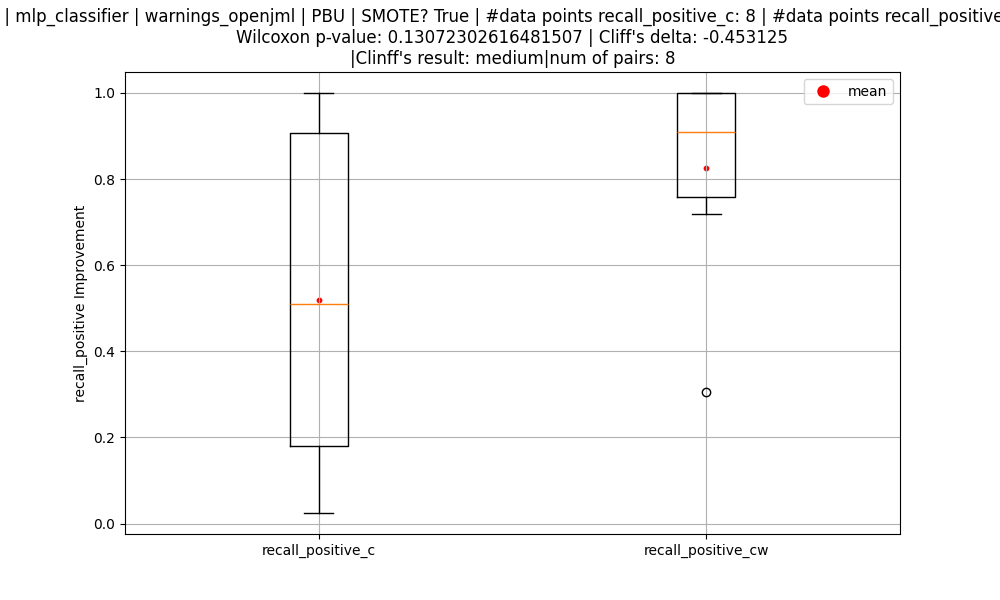 | mlp_classifier | warnings_openjml | PBU | SMOTE? True | #data points recall_positive_c: 8 | #data points recall_positive
Wilcoxon p-value: 0.13072302616481507 | Cliff's delta: -0.453125
|Clinff's result: medium|num of pairs: 8
mean
1.0
0.8
0.6
0.4
0.2
0.0
recall_positive Improvement
recall_positive_c
recall_positive_cw